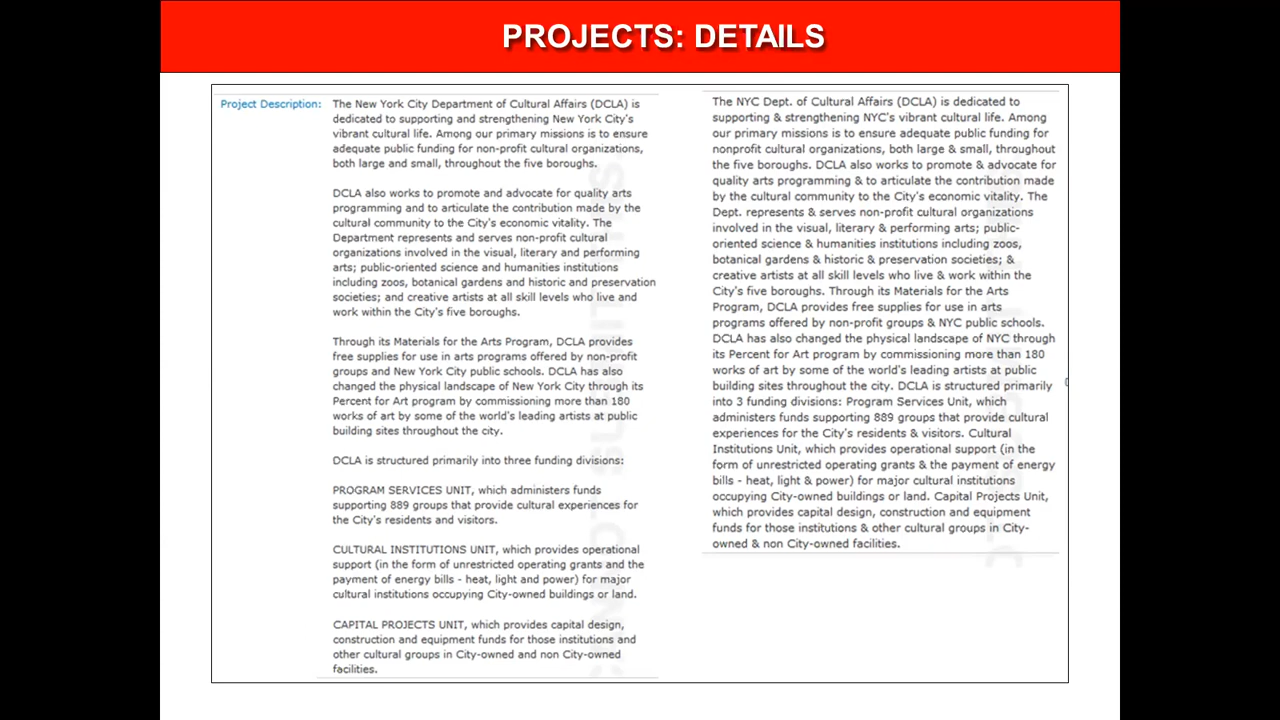 PROJECTS: DETAILS
Project Description:
The New York City Department of Cultural Affairs (DCLA) is
dedicated to supporting and strengthening New York City's
vibrant cultural life. Among our primary missions is to ensure
adequate public funding for non-profit cultural organizations,
both large and small, throughout the five boroughs.
DCLA also works to promote and advocate for quality arts
programming and to articulate the contribution made by the
cultural community to the City's economic vitality. The
Department represents and serves non-profit cultural
organizations involved in the visual, literary and performing
arts; public-oriented science and humanities institutions
including zoos, botanical gardens and historic and preservation
societies; and creative artists at all skill levels who live and
work within the City's five boroughs.
Through its Materials for the Arts Program, DCLA provides
free supplies for use in arts programs offered by non-profit
groups and New York City public schools. DCLA has also
changed the physical landscape of New York City through its
Percent for Art program by commissioning more than 180
works of art by some of the world's leading artists at public
building sites throughout the city.
DCLA is structured primarily into three funding divisions:
PROGRAM SERVICES UNIT, which administers funds
supporting 889 groups that provide cultural experiences for
the City's residents and visitors.
CULTURAL INSTITUTIONS UNIT, which provides operational
support (in the form of unrestricted operating grants and the
payment of energy bills - heat, light and power) for major
cultural institutions occupying City-owned buildings or land.
CAPITAL PROJECTS UNIT, which provides capital design,
construction and equipment funds for those institutions and
other cultural groups in City-owned and non City-owned
facilities.
The NYC Dept. of Cultural Affairs (DCLA) is dedicated to
supporting & strengthening NYC's vibrant cultural life. Among
our primary missions is to ensure adequate public funding for
nonprofit cultural organizations, both large & small, throughout
the five boroughs. DCLA also works to promote & advocate for
quality arts programming & to articulate the contribution made
by the cultural community to the City's economic vitality. The
Dept. represents & serves non-profit cultural organizations
involved in the visual, literary & performing arts; public-
oriented science & humanities institutions including zoos,
botanical gardens & historic & preservation societies; &
creative artists at all skill levels who live & work within the
City's five boroughs. Through its Materials for the Arts
Program, DCLA provides free supplies for use in arts
programs offered by non-profit groups & NYC public schools.
DCLA has also changed the physical landscape of NYC through
its Percent for Art program by commissioning more than 180
works of art by some of the world's leading artists at public
building sites throughout the city. DCLA is structured primarily
into 3 funding divisions: Program Services Unit, which
administers funds supporting 889 groups that provide cultural
experiences for the City's residents & visitors. Cultural
Institutions Unit, which provides operational support (in the
form of unrestricted operating grants & the payment of energy
bills - heat, light & power) for major cultural institutions
occupying City-owned buildings or land. Capital Projects Unit,
which provides capital design, construction and equipment
funds for those institutions & other cultural groups in City-
owned & non City-owned facilities.